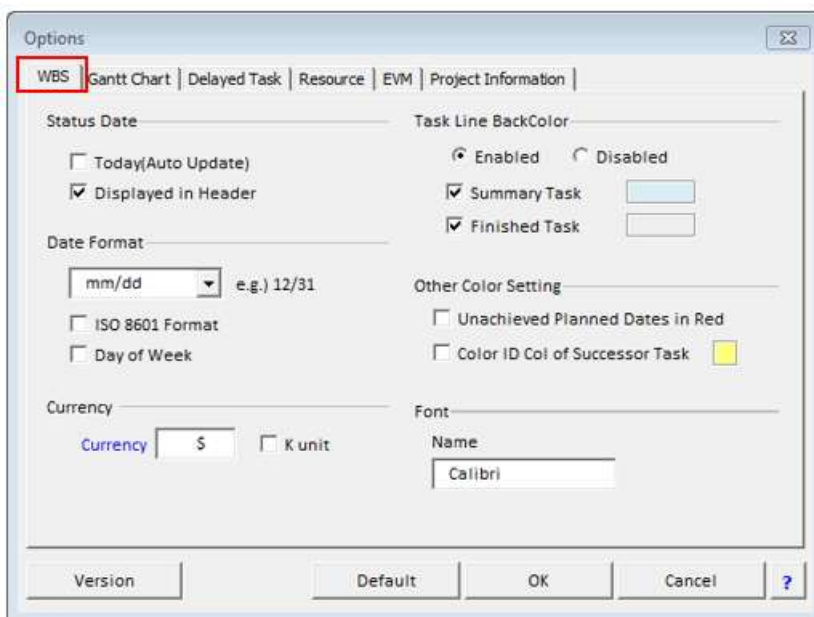 Options
WBS Gantt Chart Delayed Task Resource EVM Project Information
Status Date
Today(Auto Update)
Displayed in Header
Date Format
mm/dd e.g.) 12/31
ISO 8601 Format
Day of Week
Currency
Currency $ K unit
Task Line BackColor
Enabled Disabled
Summary Task
Finished Task
Other Color Setting
Unachieved Planned Dates in Red
Color ID Col of Successor Task
Font
Name
Calibri
Version Default OK Cancel ?